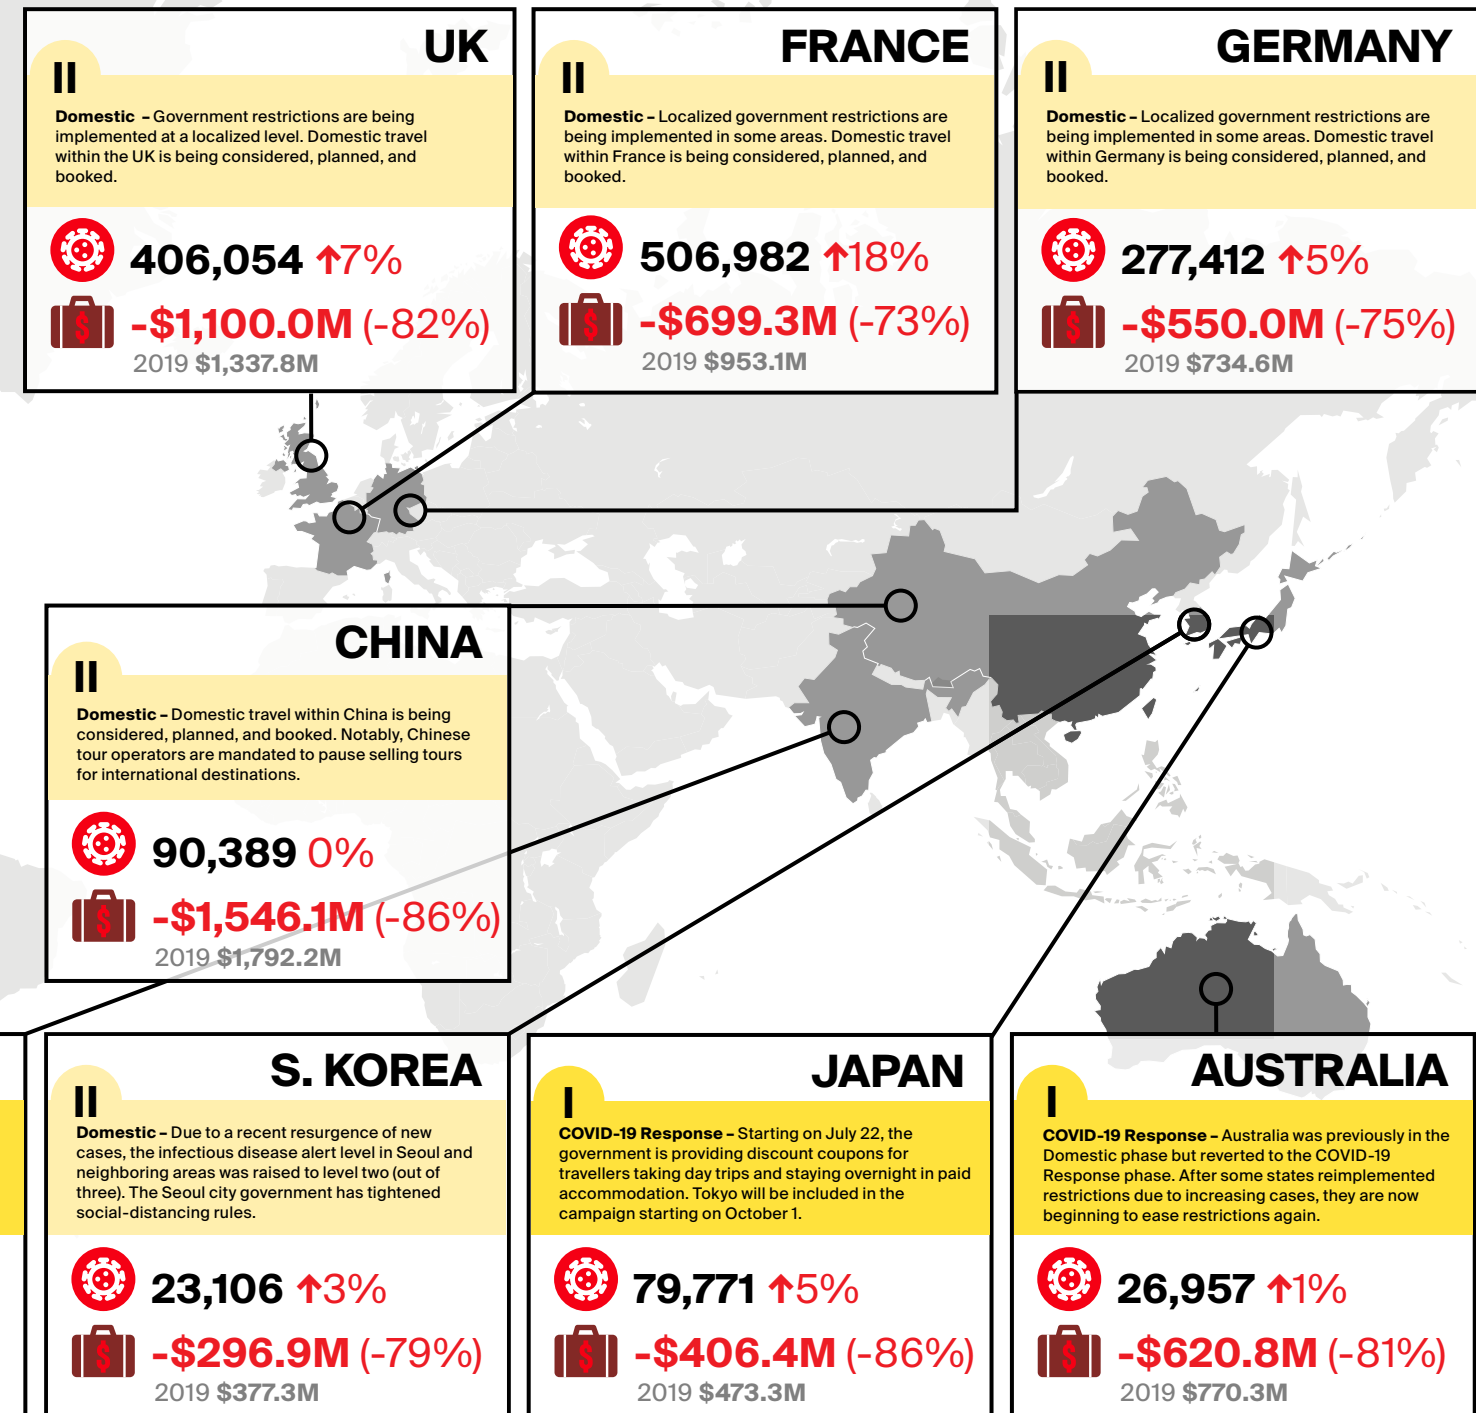 UK
II
Domestic – Government restrictions are being
implemented at a localized level. Domestic travel
within the UK is being considered, planned, and
booked.
406,054 ↑7%
-$1,100.0M (-82%)
2019 $1,337.8M
FRANCE
II
Domestic – Localized government restrictions are
being implemented in some areas. Domestic travel
within France is being considered, planned, and
booked.
506,982 ↑18%
-$699.3M (-73%)
2019 $953.1M
GERMANY
II
Domestic – Localized government restrictions are
being implemented in some areas. Domestic travel
within Germany is being considered, planned, and
booked.
277,412 ↑5%
-$550.0M (-75%)
2019 $734.6M
CHINA
II
Domestic – Domestic travel within China is being
considered, planned, and booked. Notably, Chinese
tour operators are mandated to pause selling tours
for international destinations.
90,389 0%
-$1,546.1M (-86%)
2019 $1,792.2M
S. KOREA
II
Domestic – Due to a recent resurgence of new
cases, the infectious disease alert level in Seoul and
neighboring areas was raised to level two (out of
three). The Seoul city government has tightened
social-distancing rules.
23,106 ↑3%
-$296.9M (-79%)
2019 $377.3M
JAPAN
I
COVID-19 Response – Starting on July 22, the
government is providing discount coupons for
travellers taking day trips and staying overnight in paid
accommodation. Tokyo will be included in the
campaign starting on October 1.
79,771 ↑5%
-$406.4M (-86%)
2019 $473.3M
AUSTRALIA
I
COVID-19 Response – Australia was previously in the
Domestic phase but reverted to the COVID-19
Response phase. After some states reimplemented
restrictions due to increasing cases, they are now
beginning to ease restrictions again.
26,957 ↑1%
-$620.8M (-81%)
2019 $770.3M